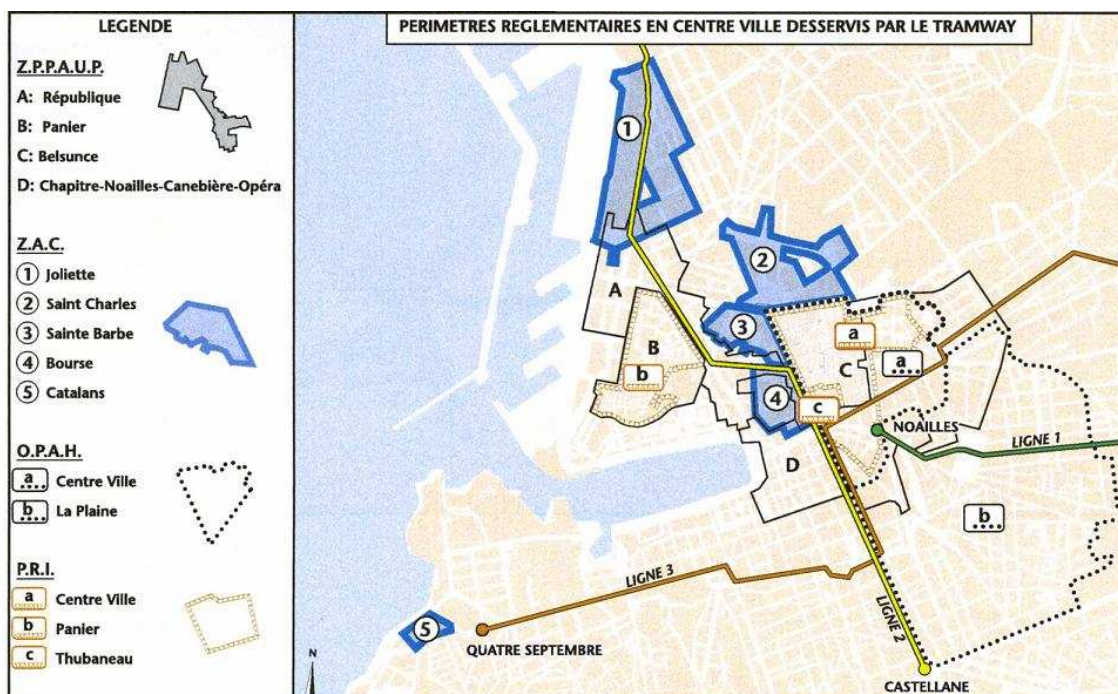 LEGENDE
Z.P.P.A.U.P.
A: République
B: Panier
C: Belsunce
D: Chapitre-Noailles-Canebière-Opéra
Z.A.C.
1 Joliette
2 Saint Charles
3 Sainte Barbe
4 Bourse
5 Catalans
O.P.A.H.
a Centre Ville
b La Plaine
P.R.I.
a Centre Ville
b Panier
c Thubaneau
PERIMETRES REGLEMENTAIRES EN CENTRE VILLE DESSERVIS PAR LE TRAMWAY
1
2
A
3
a
B
a
C
b
4
c
NOAILLES
LIGNE 1
D
b
LIGNE 3
5
QUATRE SEPTEMBRE
LIGNE 2
N
CASTELLANE